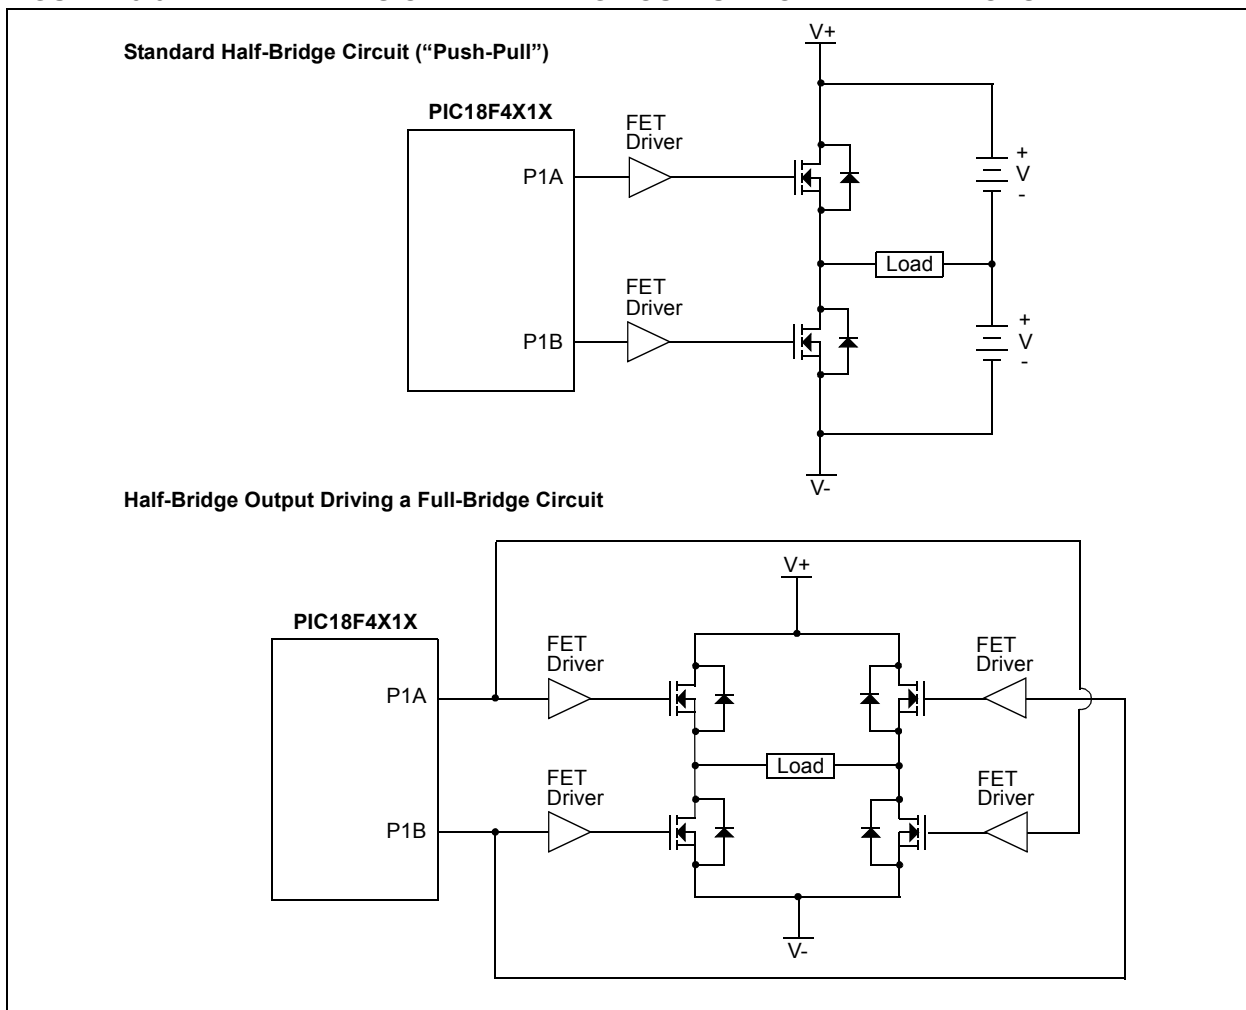 Standard Half-Bridge Circuit (“Push-Pull”)
V+
PIC18F4X1X
FET
Driver
P1A
+
V
-
Load
FET
Driver
P1B
+
V
-
V-
Half-Bridge Output Driving a Full-Bridge Circuit
V+
PIC18F4X1X
FET
Driver
FET
Driver
P1A
Load
FET
Driver
FET
Driver
P1B
V-